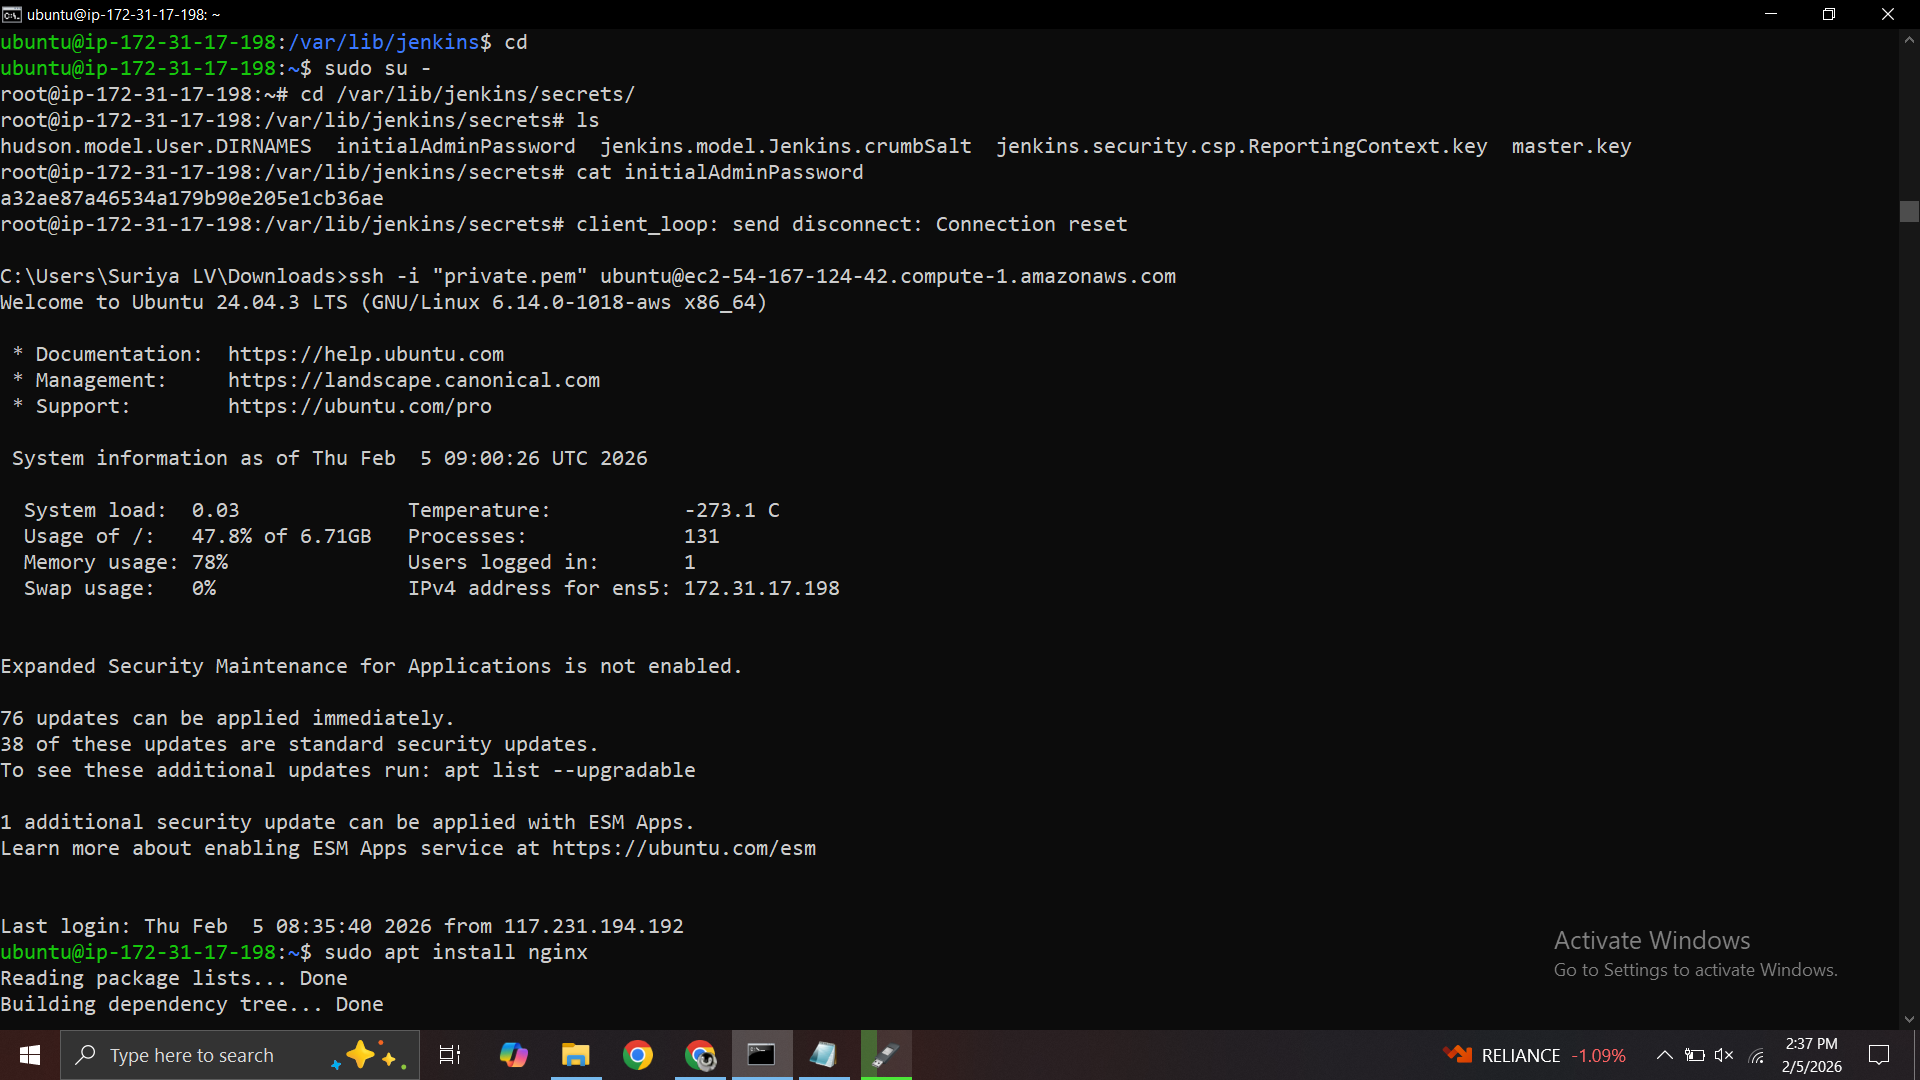 ubuntu@ip-172-31-17-198: ~
ubuntu@ip-172-31-17-198:/var/lib/jenkins$ cd
ubuntu@ip-172-31-17-198:~$ sudo su -
root@ip-172-31-17-198:~# cd /var/lib/jenkins/secrets/
root@ip-172-31-17-198:/var/lib/jenkins/secrets# ls
hudson.model.User.DIRNAMES  initialAdminPassword  jenkins.model.Jenkins.crumbSalt  jenkins.security.csp.ReportingContext.key  master.key
root@ip-172-31-17-198:/var/lib/jenkins/secrets# cat initialAdminPassword
a32ae87a46534a179b90e205e1cb36ae
root@ip-172-31-17-198:/var/lib/jenkins/secrets# client_loop: send disconnect: Connection reset
C:\Users\Suriya LV\Downloads>ssh -i "private.pem" ubuntu@ec2-54-167-124-42.compute-1.amazonaws.com
Welcome to Ubuntu 24.04.3 LTS (GNU/Linux 6.14.0-1018-aws x86_64)
* Documentation:  https://help.ubuntu.com
* Management:     https://landscape.canonical.com
* Support:        https://ubuntu.com/pro
System information as of Thu Feb  5 09:00:26 UTC 2026
System load:  0.03              Temperature:           -273.1 C
Usage of /:   47.8% of 6.71GB   Processes:             131
Memory usage: 78%               Users logged in:       1
Swap usage:   0%                IPv4 address for ens5: 172.31.17.198
Expanded Security Maintenance for Applications is not enabled.
76 updates can be applied immediately.
38 of these updates are standard security updates.
To see these additional updates run: apt list --upgradable
1 additional security update can be applied with ESM Apps.
Learn more about enabling ESM Apps service at https://ubuntu.com/esm
Last login: Thu Feb  5 08:35:40 2026 from 117.231.194.192
ubuntu@ip-172-31-17-198:~$ sudo apt install nginx
Reading package lists... Done
Building dependency tree... Done
Activate Windows
Go to Settings to activate Windows.
Type here to search
RELIANCE -1.09%
2:37 PM
2/5/2026